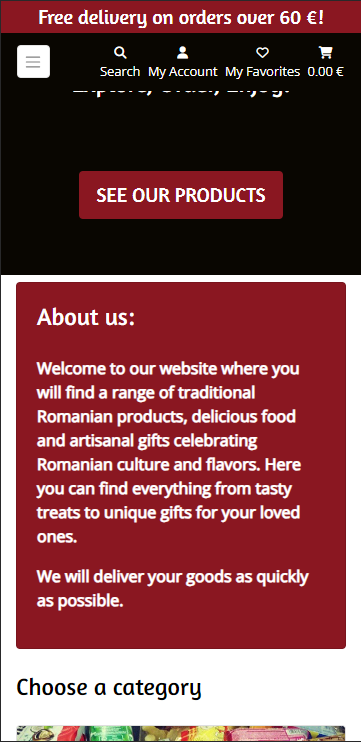 Free delivery on orders over 60 €!
Search My Account My Favorites 0.00 €
Explore, Order, Enjoy!
SEE OUR PRODUCTS
About us:
Welcome to our website where you
will find a range of traditional
Romanian products, delicious food
and artisanal gifts celebrating
Romanian culture and flavors. Here
you can find everything from tasty
treats to unique gifts for your loved
ones.
We will deliver your goods as quickly
as possible.
Choose a category